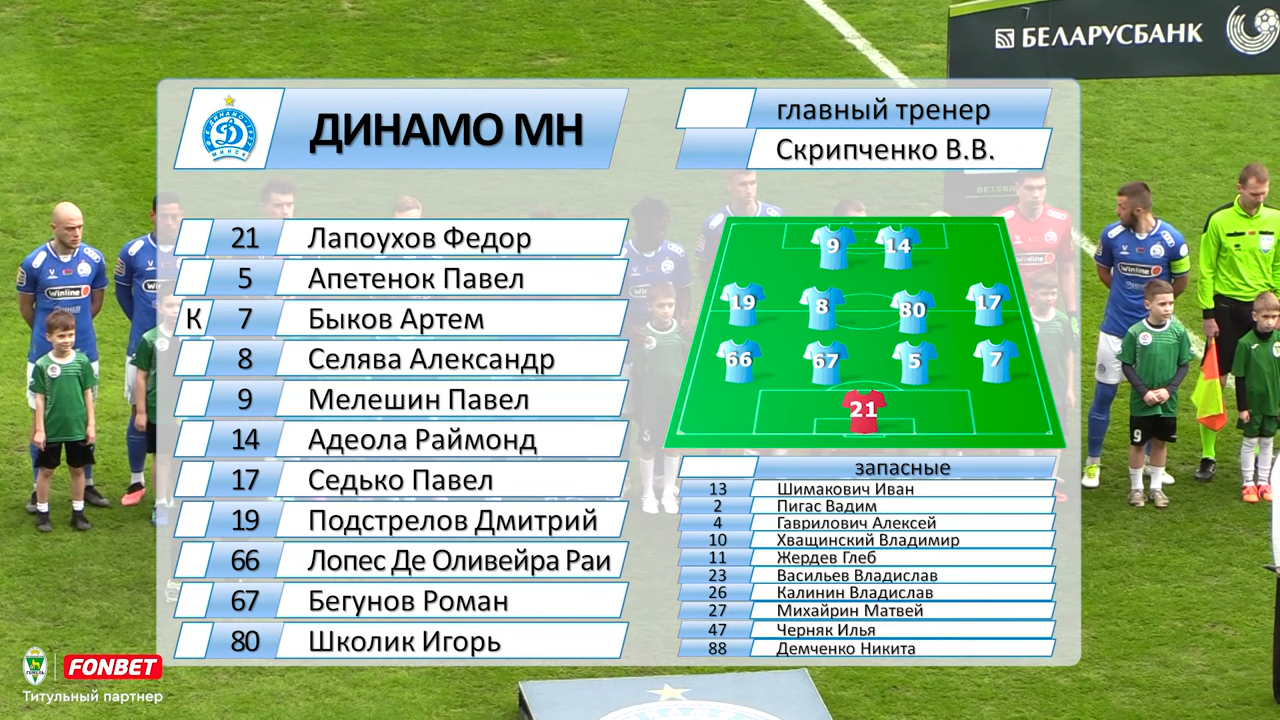 БЕЛАРУСБАНК
ДИНАМО МН
главный тренер
Скрипченко В.В.
21 Лапоухов Федор
5 Апетенок Павел
К 7 Быков Артем
8 Селява Александр
9 Мелешин Павел
14 Адеола Раймонд
17 Седько Павел
19 Подстрелов Дмитрий
66 Лопес Де Оливейра Раи
67 Бегунов Роман
80 Школик Игорь
9 14
19 8 80 17
66 67 5 7
21
запасные
13 Шимакович Иван
2 Пигас Вадим
4 Гаврилович Алексей
10 Хващинский Владимир
11 Жердев Глеб
23 Васильев Владислав
26 Калинин Владислав
27 Михайрин Матвей
47 Черняк Илья
88 Демченко Никита
Winline
Winline
9
FONBET
Титульный партнер